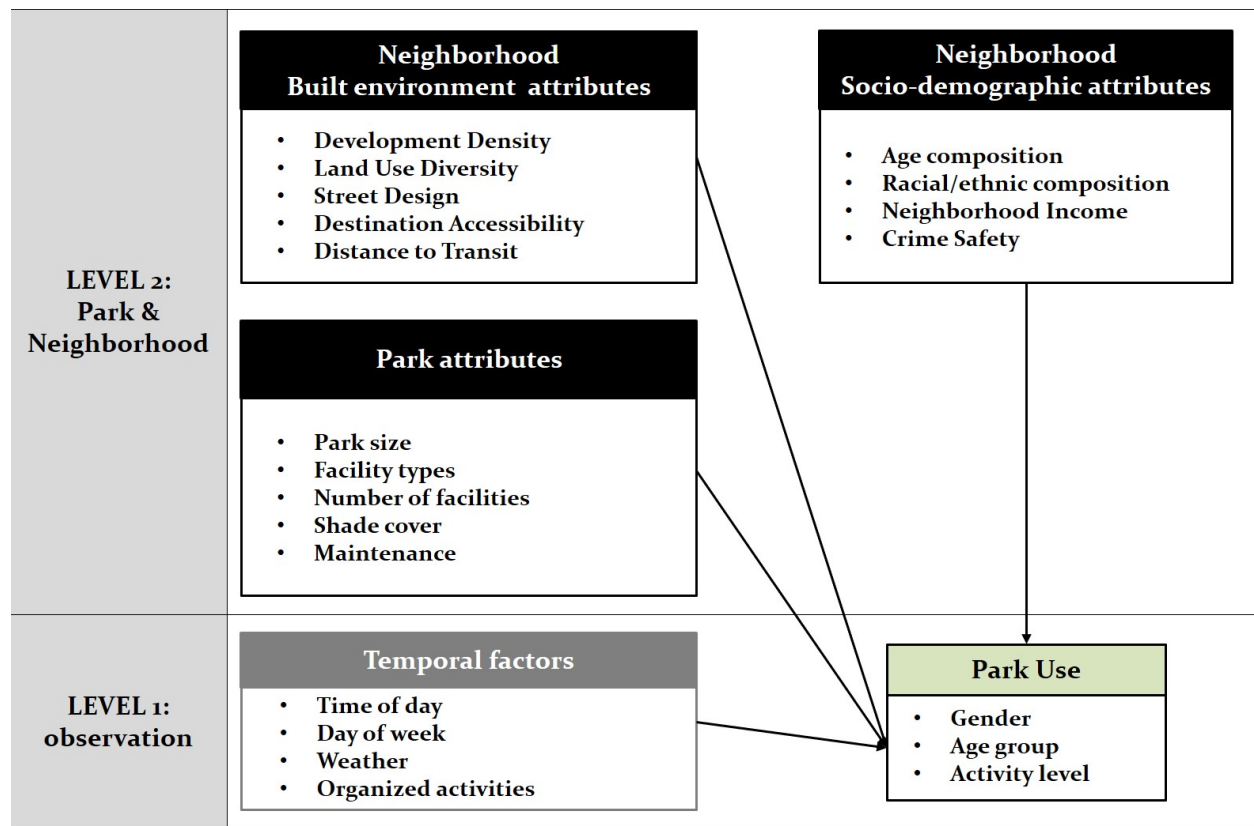 LEVEL 2:
Park &
Neighborhood
Neighborhood
Built environment attributes
• Development Density
• Land Use Diversity
• Street Design
• Destination Accessibility
• Distance to Transit
Neighborhood
Socio-demographic attributes
• Age composition
• Racial/ethnic composition
• Neighborhood Income
• Crime Safety
Park attributes
• Park size
• Facility types
• Number of facilities
• Shade cover
• Maintenance
LEVEL 1:
observation
Temporal factors
• Time of day
• Day of week
• Weather
• Organized activities
Park Use
• Gender
• Age group
• Activity level